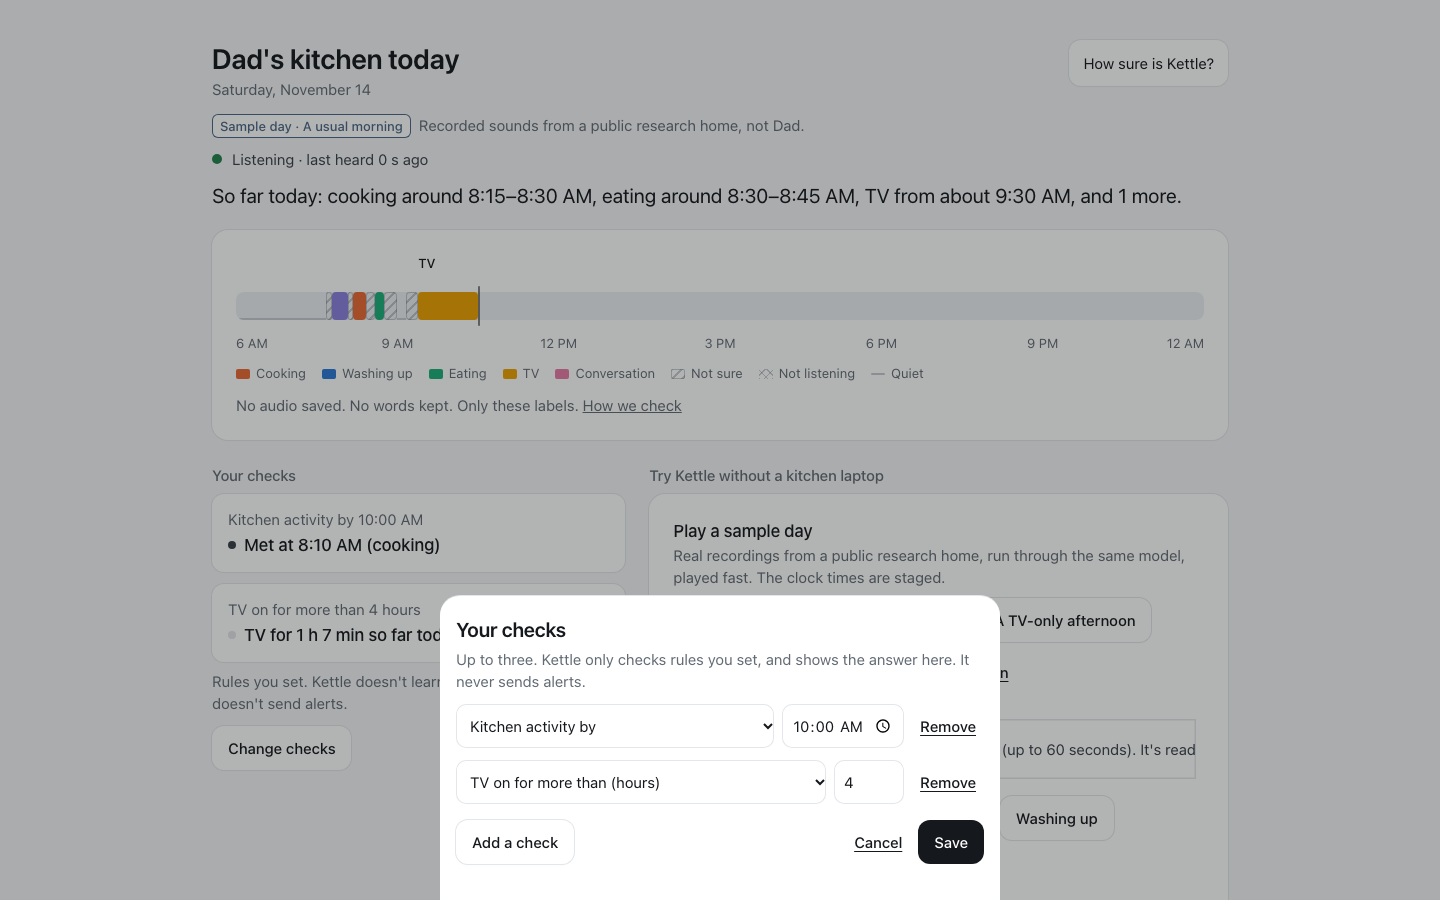 Dad's kitchen today
How sure is Kettle?
Saturday, November 14
Sample day · A usual morning Recorded sounds from a public research home, not Dad.
Listening · last heard 0 s ago
So far today: cooking around 8:15–8:30 AM, eating around 8:30–8:45 AM, TV from about 9:30 AM, and 1 more.
TV
6 AM 9 AM 12 PM 3 PM 6 PM 9 PM 12 AM
Cooking Washing up Eating TV Conversation Not sure Not listening Quiet
No audio saved. No words kept. Only these labels. How we check
Your checks
Kitchen activity by 10:00 AM
Met at 8:10 AM (cooking)
TV on for more than 4 hours
TV for 1 h 7 min so far
Rules you set. Kettle doesn't
doesn't send alerts.
Change checks
Try Kettle without a kitchen laptop
Play a sample day
Real recordings from a public research home, run through the same model,
played fast. The clock times are staged.
A TV-only afternoon
(up to 60 seconds). It's read
Washing up
Your checks
Up to three. Kettle only checks rules you set, and shows the answer here. It
never sends alerts.
Kitchen activity by 10:00 AM Remove
TV on for more than (hours) 4 Remove
Add a check Cancel Save